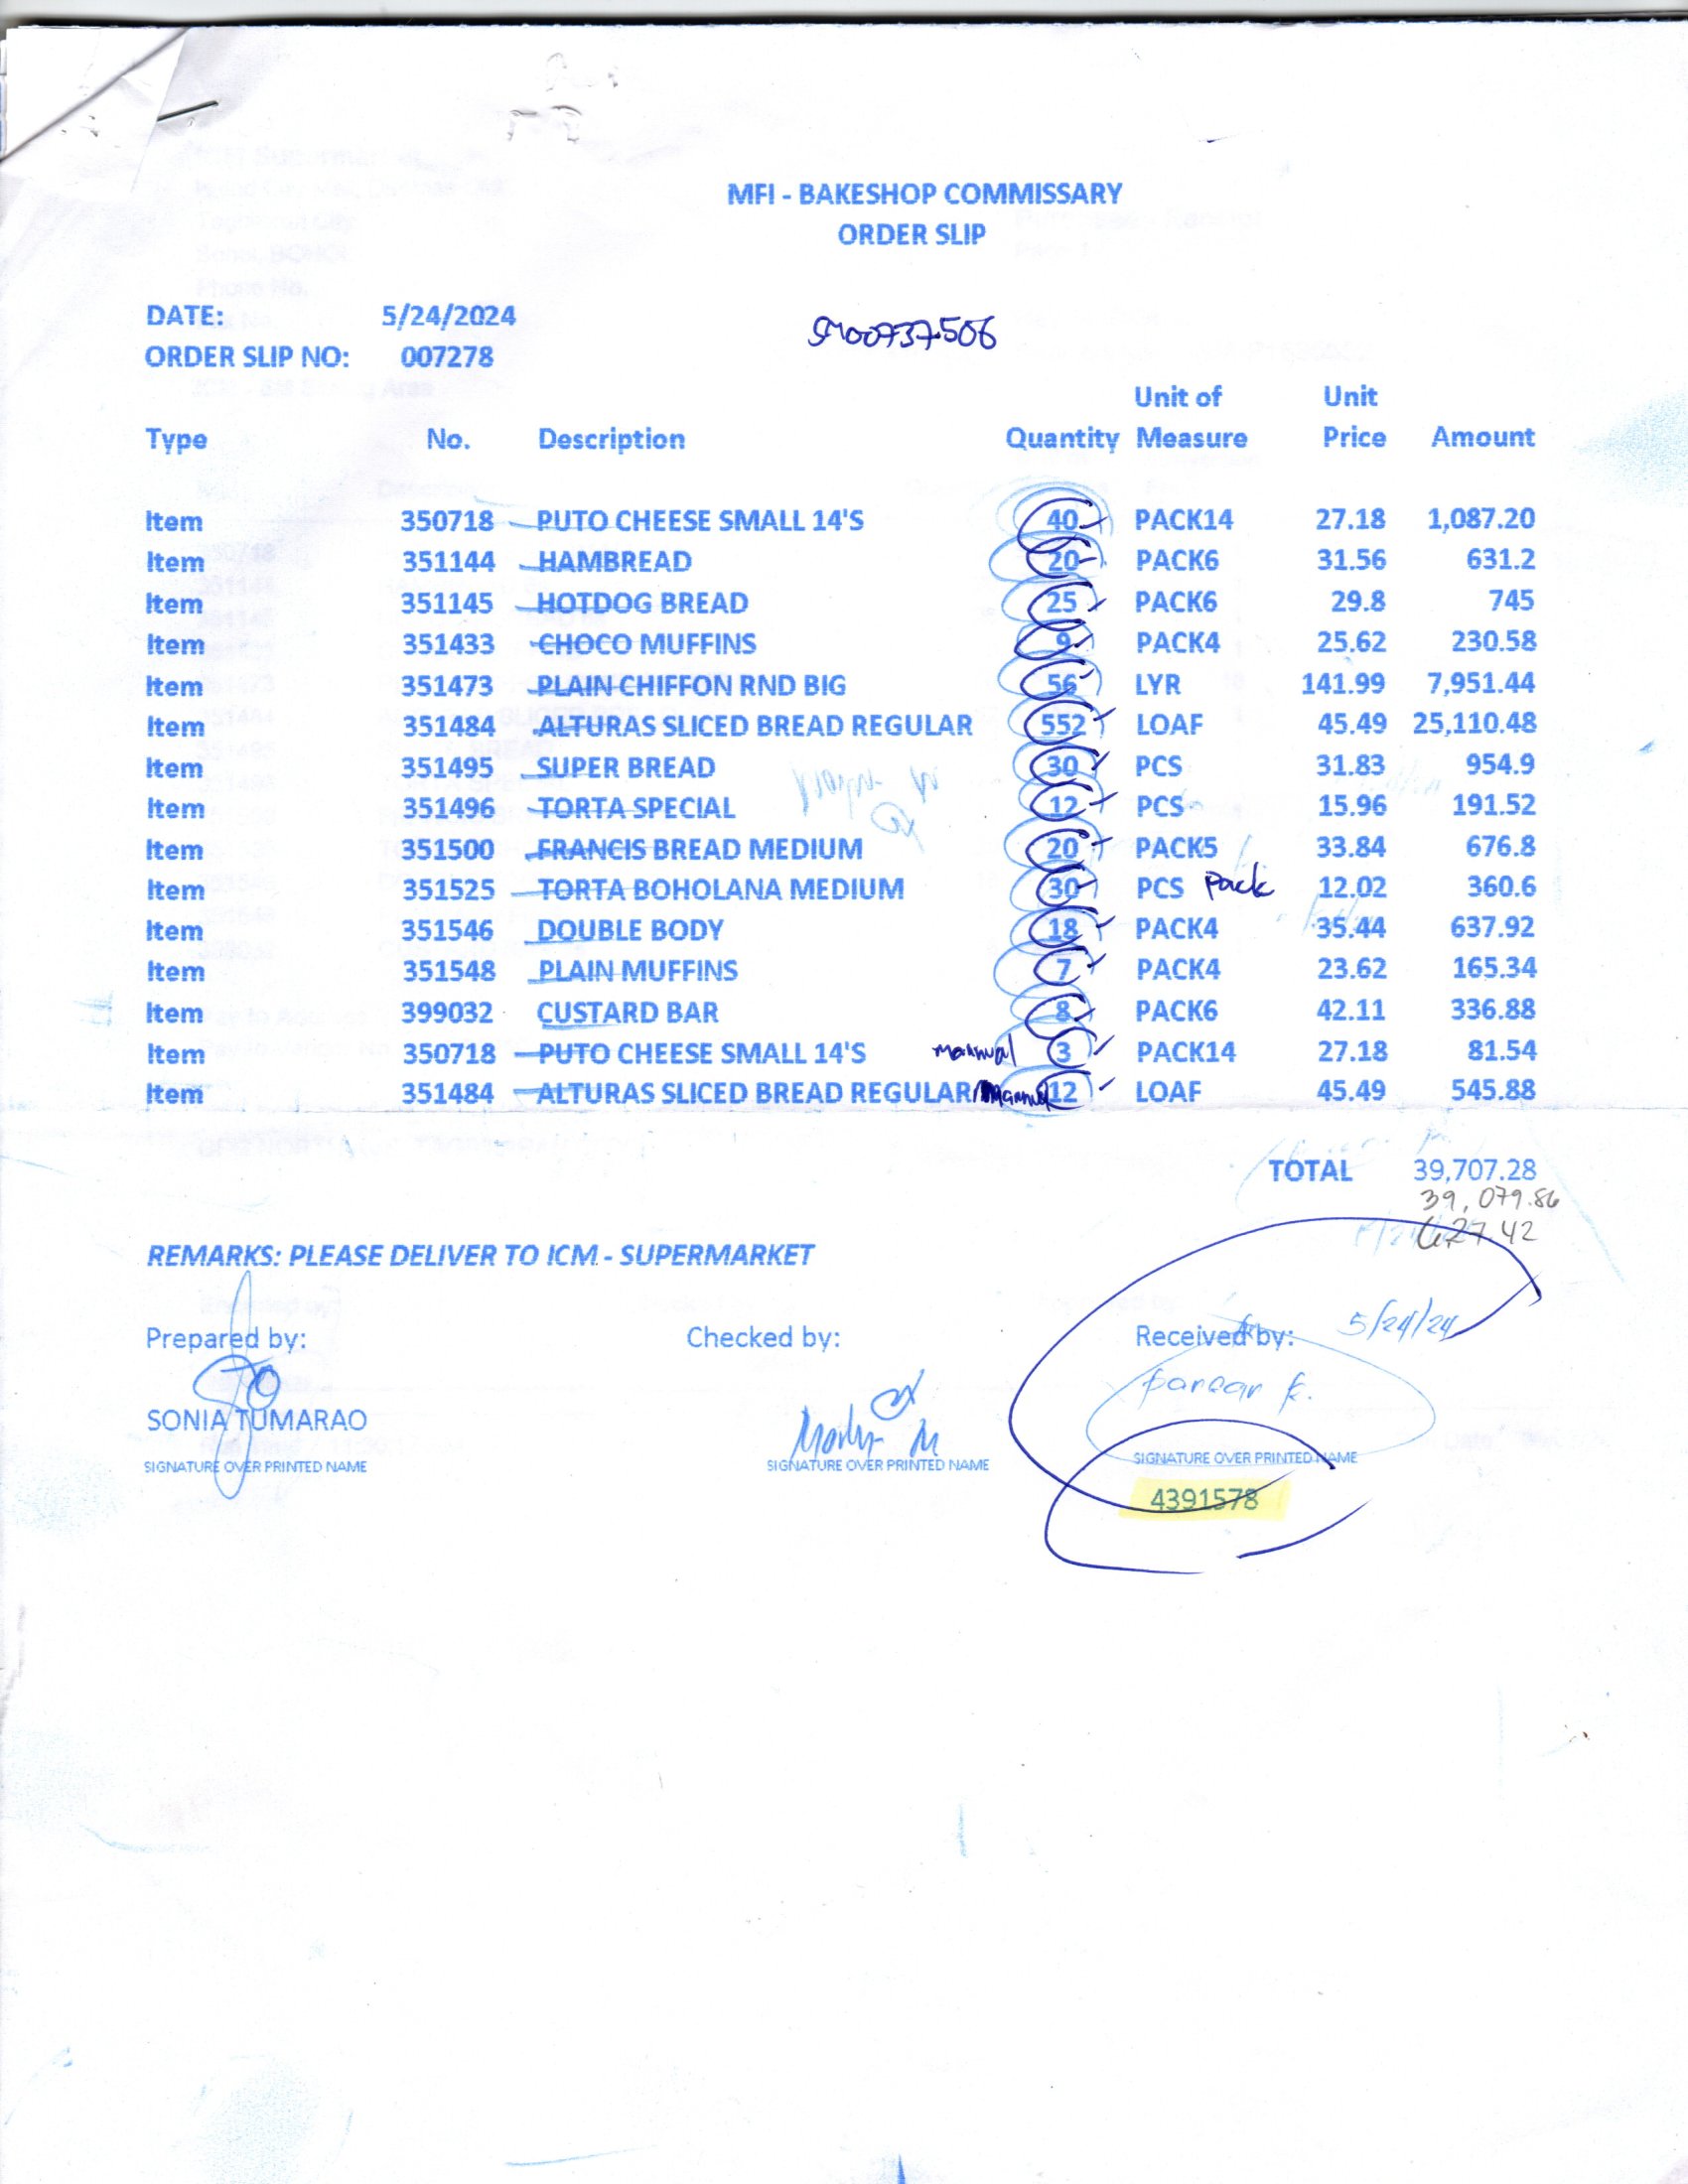 MFI - BAKESHOP COMMISSARY
ORDER SLIP
DATE: 5/24/2024
ORDER SLIP NO: 007278
Type No. Description Quantity Unit of Measure Unit Price Amount
Item 350718 PUTO CHEESE SMALL 14'S 40 PACK14 27.18 1,087.20
Item 351144 HAMBREAD 20 PACK6 31.56 631.2
Item 351145 HOTDOG BREAD 25 PACK6 29.8 745
Item 351433 CHOCO MUFFINS 9 PACK4 25.62 230.58
Item 351473 PLAIN CHIFFON RND BIG 56 LYR 141.99 7,951.44
Item 351484 ALTURAS SLICED BREAD REGULAR 552 LOAF 45.49 25,110.48
Item 351495 SUPER BREAD 30 PCS 31.83 954.9
Item 351496 TORTA SPECIAL 12 PCS 15.96 191.52
Item 351500 FRANCIS BREAD MEDIUM 20 PACK5 33.84 676.8
Item 351525 TORTA BOHOLANA MEDIUM 30 PCS Pack 12.02 360.6
Item 351546 DOUBLE BODY 18 PACK4 35.44 637.92
Item 351548 PLAIN MUFFINS 7 PACK4 23.62 165.34
Item 399032 CUSTARD BAR 8 PACK6 42.11 336.88
Item 350718 PUTO CHEESE SMALL 14'S manual 3 PACK14 27.18 81.54
Item 351484 ALTURAS SLICED BREAD REGULAR manual 12 LOAF 45.49 545.88
TOTAL 39,707.28
39,079.86
627.42
REMARKS: PLEASE DELIVER TO ICM - SUPERMARKET
Prepared by: Checked by: Received by: 5/24/24
SONIA TUMARAO
SIGNATURE OVER PRINTED NAME SIGNATURE OVER PRINTED NAME SIGNATURE OVER PRINTED NAME
4391578